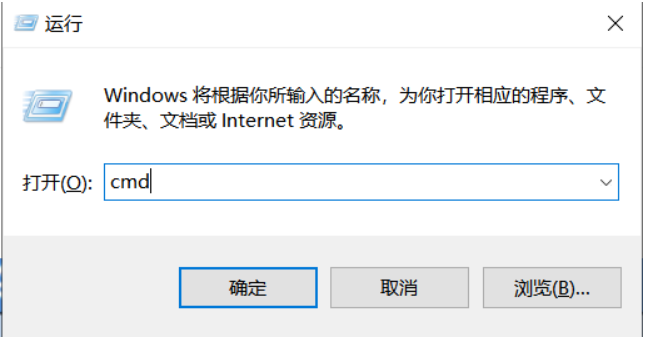 运行
Windows 将根据你所输入的名称，为你打开相应的程序、文
件夹、文档或 Internet 资源。
打开(O): cmd
确定 取消 浏览(B)...